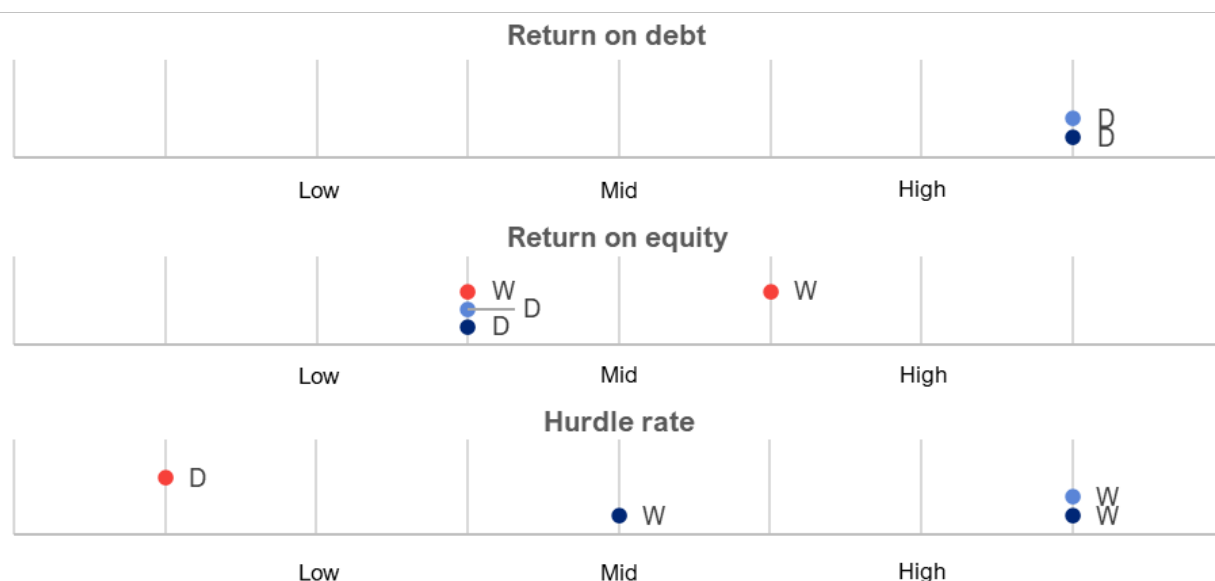 Return on debt
D
D
Low Mid High
Return on equity
W W
D
D
Low Mid High
Hurdle rate
D
W
W W
Low Mid High